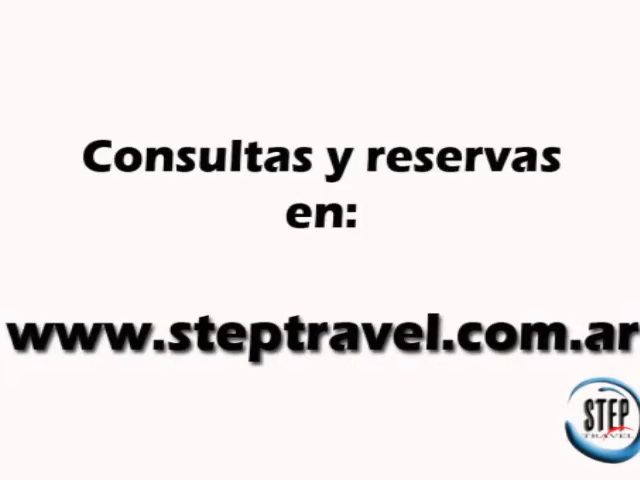 Consultas y reservas
en:
www.steptravel.com.ar
STEP
TRAVEL